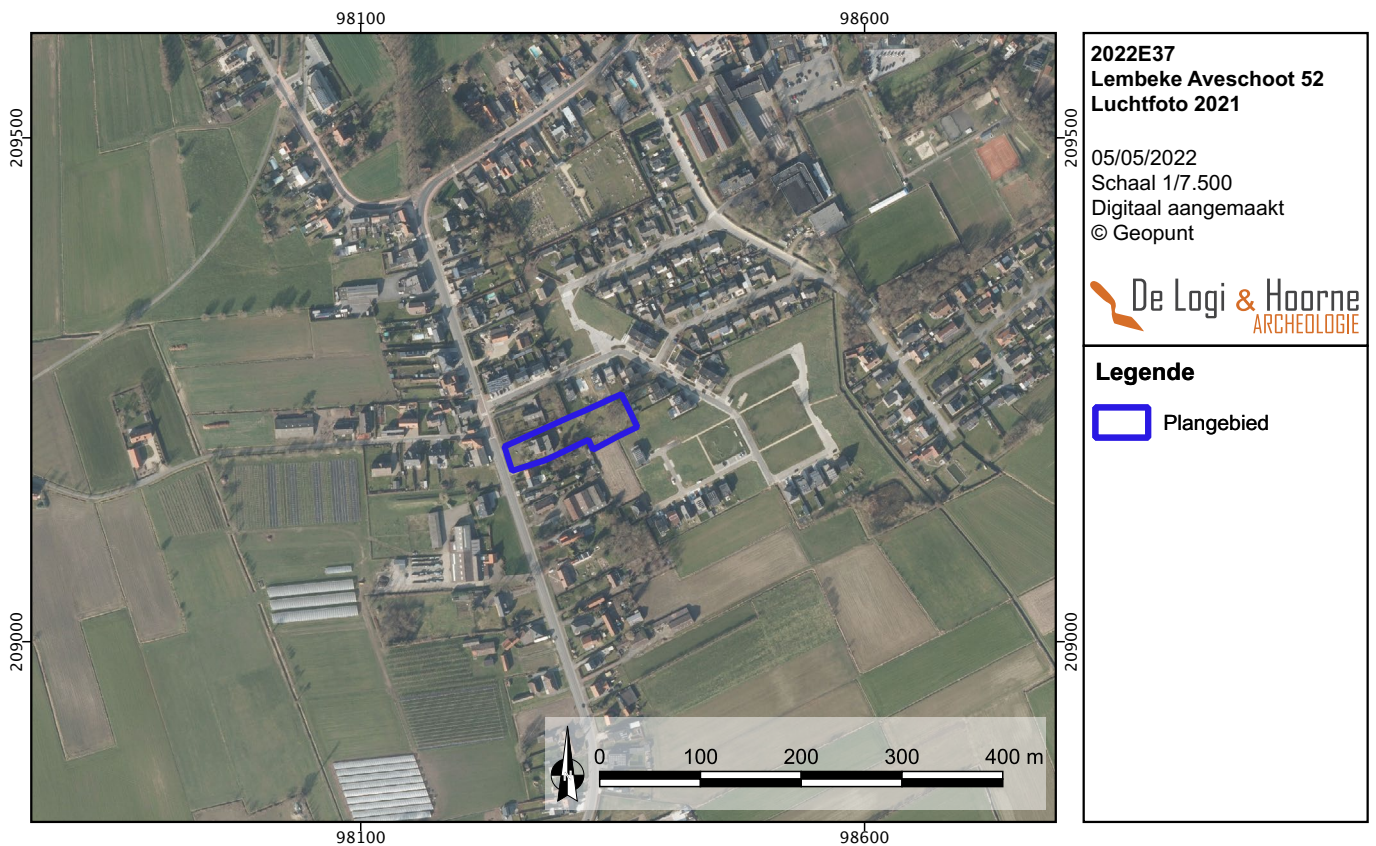 98100
98600
209500
209500
209000
209000
0
100
200
300
400 m
98100
98600
2022E37
Lembeke Aveschoot 52
Luchtfoto 2021
05/05/2022
Schaal 1/7.500
Digitaal aangemaakt
© Geopunt
De Logi & Hoorne
ARCHEOLOGIE
Legende
Plangebied